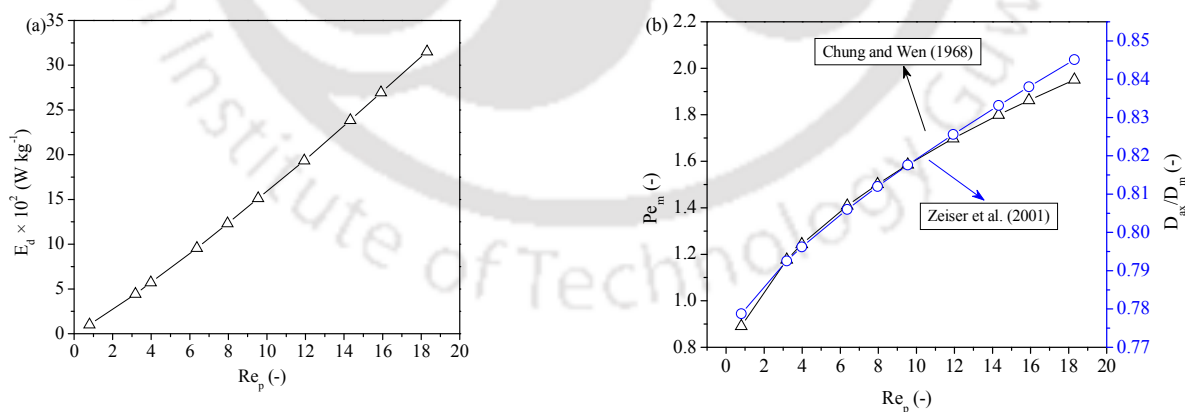 (a)
35
30
25
20
15
10
5
0
E_d × 10^2 (W kg^-1)
0 2 4 6 8 10 12 14 16 18 20
Re_p (-)
(b)
2.2
2.0
1.8
1.6
1.4
1.2
1.0
0.8
Pe_m (-)
Chung and Wen (1968)
Zeiser et al. (2001)
0.85
0.84
0.83
0.82
0.81
0.80
0.79
0.78
0.77
D_ax/D_m (-)
0 2 4 6 8 10 12 14 16 18 20
Re_p (-)
Institute of Technology Guw